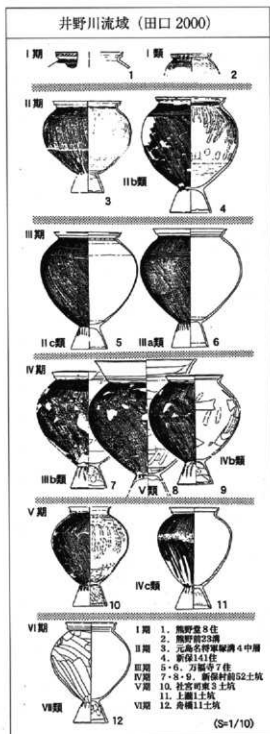 井野川流域（田口 2000）
I期 I類
1 2
II期
IIb類
3 4
III期
IIc類 5 IIIa類 6
IV期
IVb類
IIIb類 7 V類 8 9
V期
IVc類
10 11
VI期
VIII類 12
I期 1. 熊野堂8住
2. 熊野前23溝
II期 3. 元島名将軍塚溝4中層
4. 新保141住
III期 5・6. 万福寺7住
IV期 7・8・9. 新保村前52土坑
V期 10. 社宮司東3土坑
11. 上滝1土坑
VI期 12. 舟橋11土坑
(S=1/10)